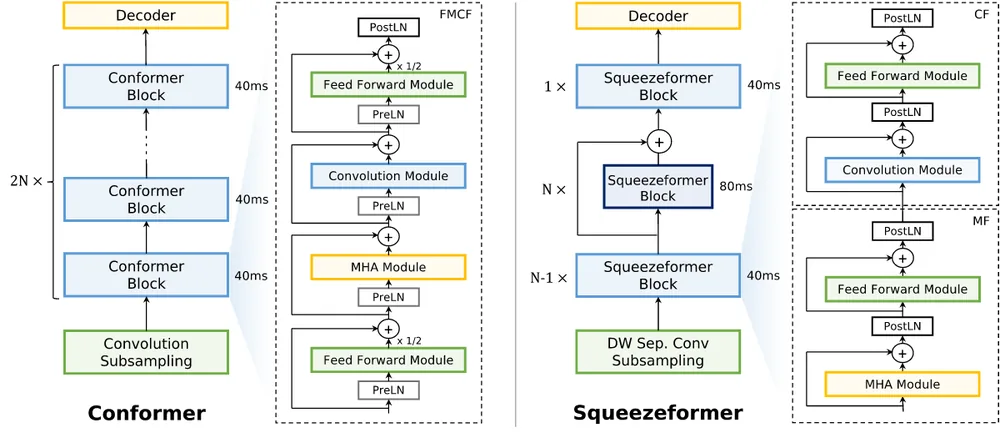 Decoder
Conformer
Block
40ms
2N ×
Conformer
Block
40ms
Conformer
Block
40ms
Convolution
Subsampling
Conformer
FMCF
PostLN
+
x 1/2
Feed Forward Module
PreLN
+
Convolution Module
PreLN
+
MHA Module
PreLN
+
x 1/2
Feed Forward Module
PreLN
Decoder
1 ×
Squeezeformer
Block
40ms
+
N ×
Squeezeformer
Block
80ms
N-1 ×
Squeezeformer
Block
40ms
DW Sep. Conv
Subsampling
Squeezeformer
CF
PostLN
+
Feed Forward Module
PostLN
+
Convolution Module
MF
PostLN
+
Feed Forward Module
PostLN
+
MHA Module